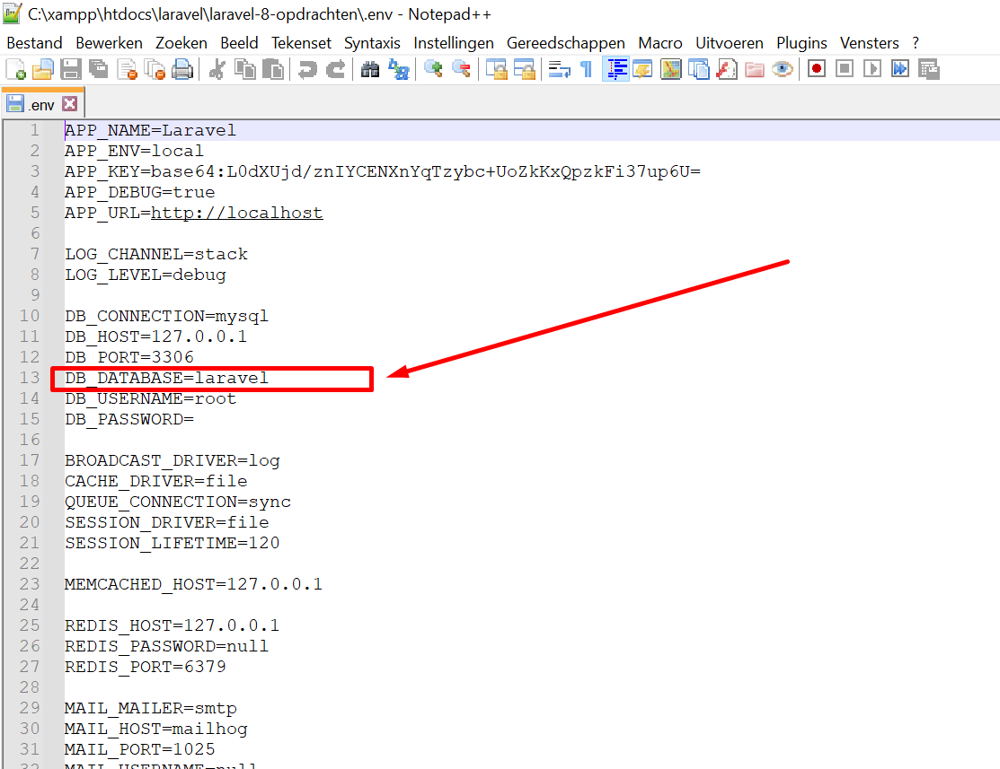 C:\xampp\htdocs\laravel\laravel-8-opdrachten\.env - Notepad++
Bestand Bewerken Zoeken Beeld Tekenset Syntaxis Instellingen Gereedschappen Macro Uitvoeren Plugins Vensters ?
.env
1 APP_NAME=Laravel
2 APP_ENV=local
3 APP_KEY=base64:L0dXUjd/znIYCENXnYqTzybc+UoZkKxQpzkFi37up6U=
4 APP_DEBUG=true
5 APP_URL=http://localhost
6
7 LOG_CHANNEL=stack
8 LOG_LEVEL=debug
9
10 DB_CONNECTION=mysql
11 DB_HOST=127.0.0.1
12 DB_PORT=3306
13 DB_DATABASE=laravel
14 DB_USERNAME=root
15 DB_PASSWORD=
16
17 BROADCAST_DRIVER=log
18 CACHE_DRIVER=file
19 QUEUE_CONNECTION=sync
20 SESSION_DRIVER=file
21 SESSION_LIFETIME=120
22
23 MEMCACHED_HOST=127.0.0.1
24
25 REDIS_HOST=127.0.0.1
26 REDIS_PASSWORD=null
27 REDIS_PORT=6379
28
29 MAIL_MAILER=smtp
30 MAIL_HOST=mailhog
31 MAIL_PORT=1025
32 MAIL_USERNAME=null